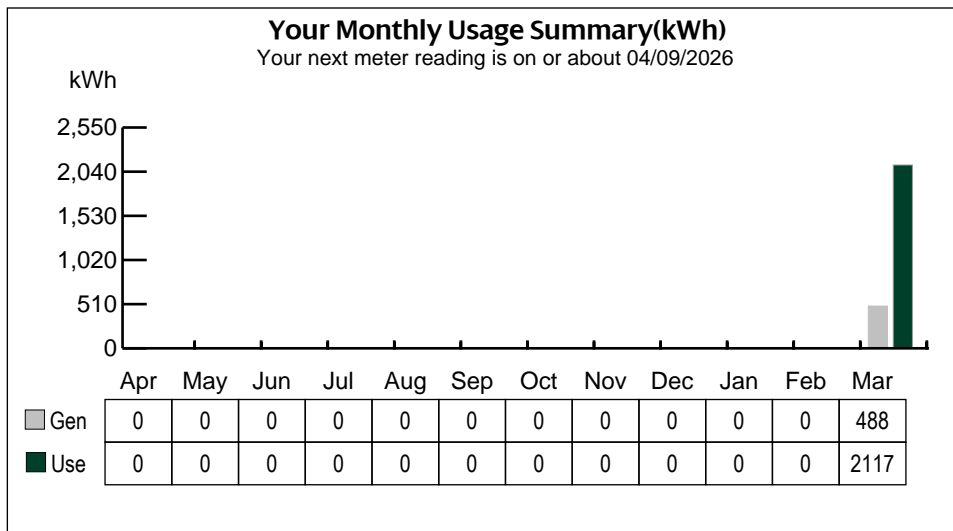 Your Monthly Usage Summary(kWh)
Your next meter reading is on or about 04/09/2026
kWh
2,550
2,040
1,530
1,020
510
0
Apr May Jun Jul Aug Sep Oct Nov Dec Jan Feb Mar
Gen 0 0 0 0 0 0 0 0 0 0 0 488
Use 0 0 0 0 0 0 0 0 0 0 0 2117